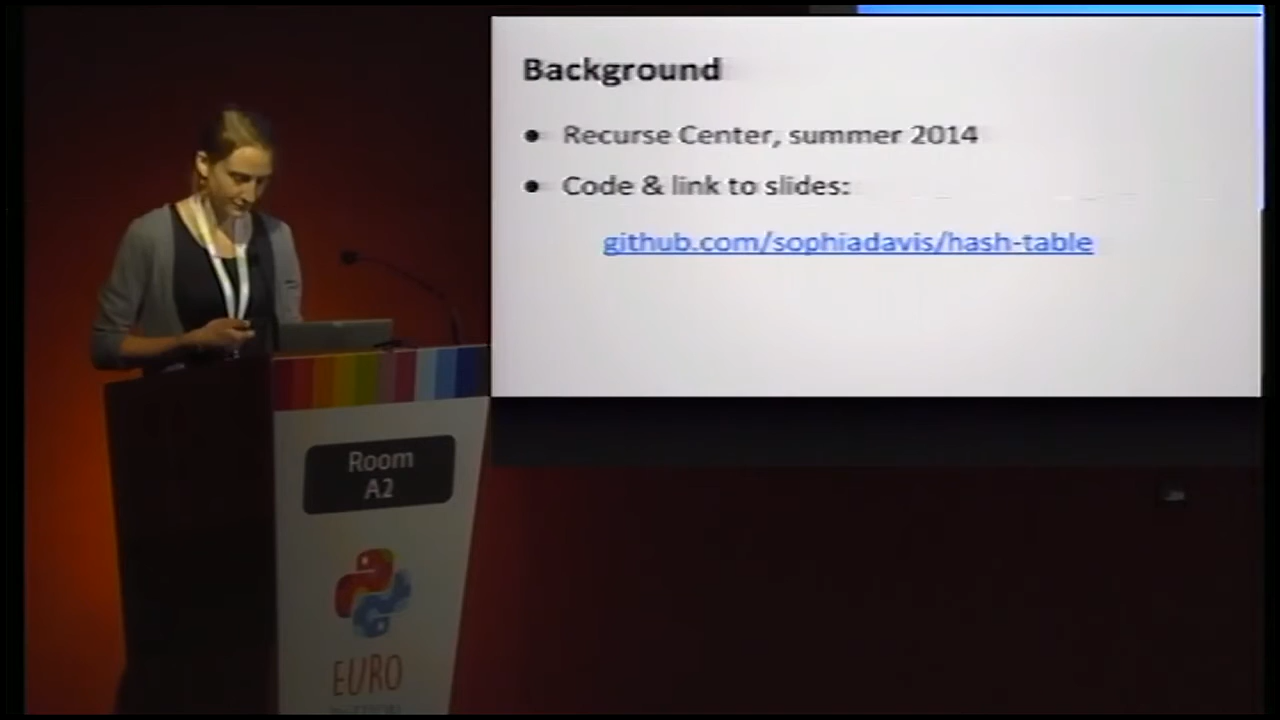 Background
● Recurse Center, summer 2014
● Code & link to slides:
github.com/sophiadavis/hash-table
Room
A2
EURO